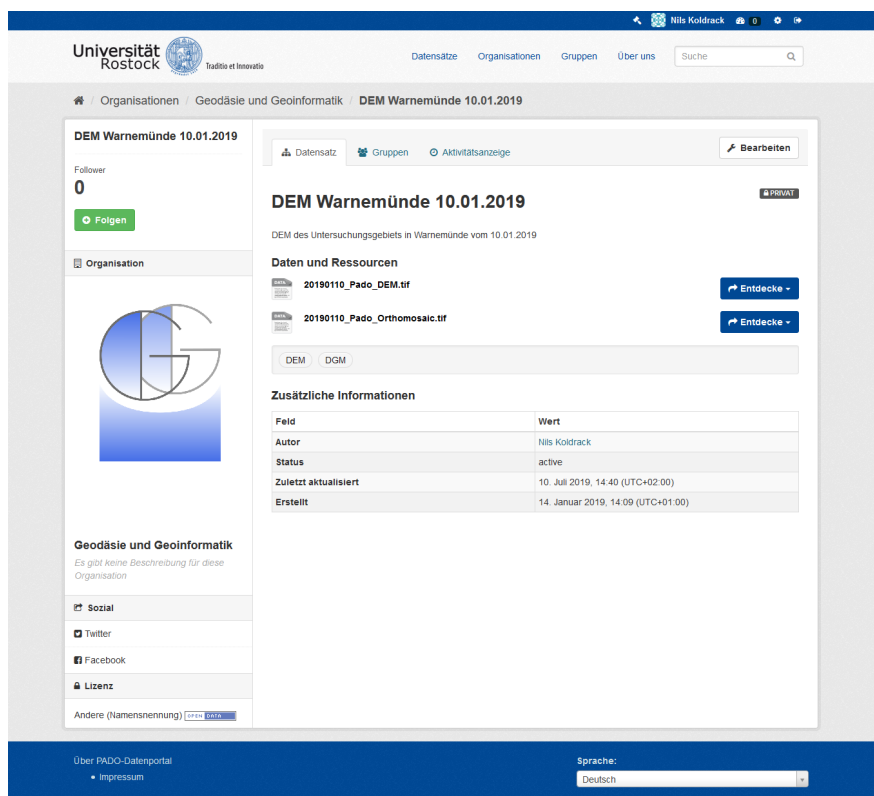 Nils Koldrack 0
Universität
Rostock Traditio et Innovatio
Datensätze Organisationen Gruppen Über uns Suche
/ Organisationen / Geodäsie und Geoinformatik / DEM Warnemünde 10.01.2019
DEM Warnemünde 10.01.2019
Follower
0
Folgen
Organisation
Geodäsie und Geoinformatik
Es gibt keine Beschreibung für diese
Organisation
Sozial
Twitter
Facebook
Lizenz
Andere (Namensnennung) OPEN DATA
Datensatz Gruppen Aktivitätsanzeige Bearbeiten
PRIVAT
DEM Warnemünde 10.01.2019
DEM des Untersuchungsgebiets in Warnemünde vom 10.01.2019
Daten und Ressourcen
DATA 20190110_Pado_DEM.tif Entdecke
DATA 20190110_Pado_Orthomosaic.tif Entdecke
DEM DGM
Zusätzliche Informationen
Feld Wert
Autor Nils Koldrack
Status active
Zuletzt aktualisiert 10. Juli 2019, 14:40 (UTC+02:00)
Erstellt 14. Januar 2019, 14:09 (UTC+01:00)
Über PADO-Datenportal
• Impressum
Sprache:
Deutsch